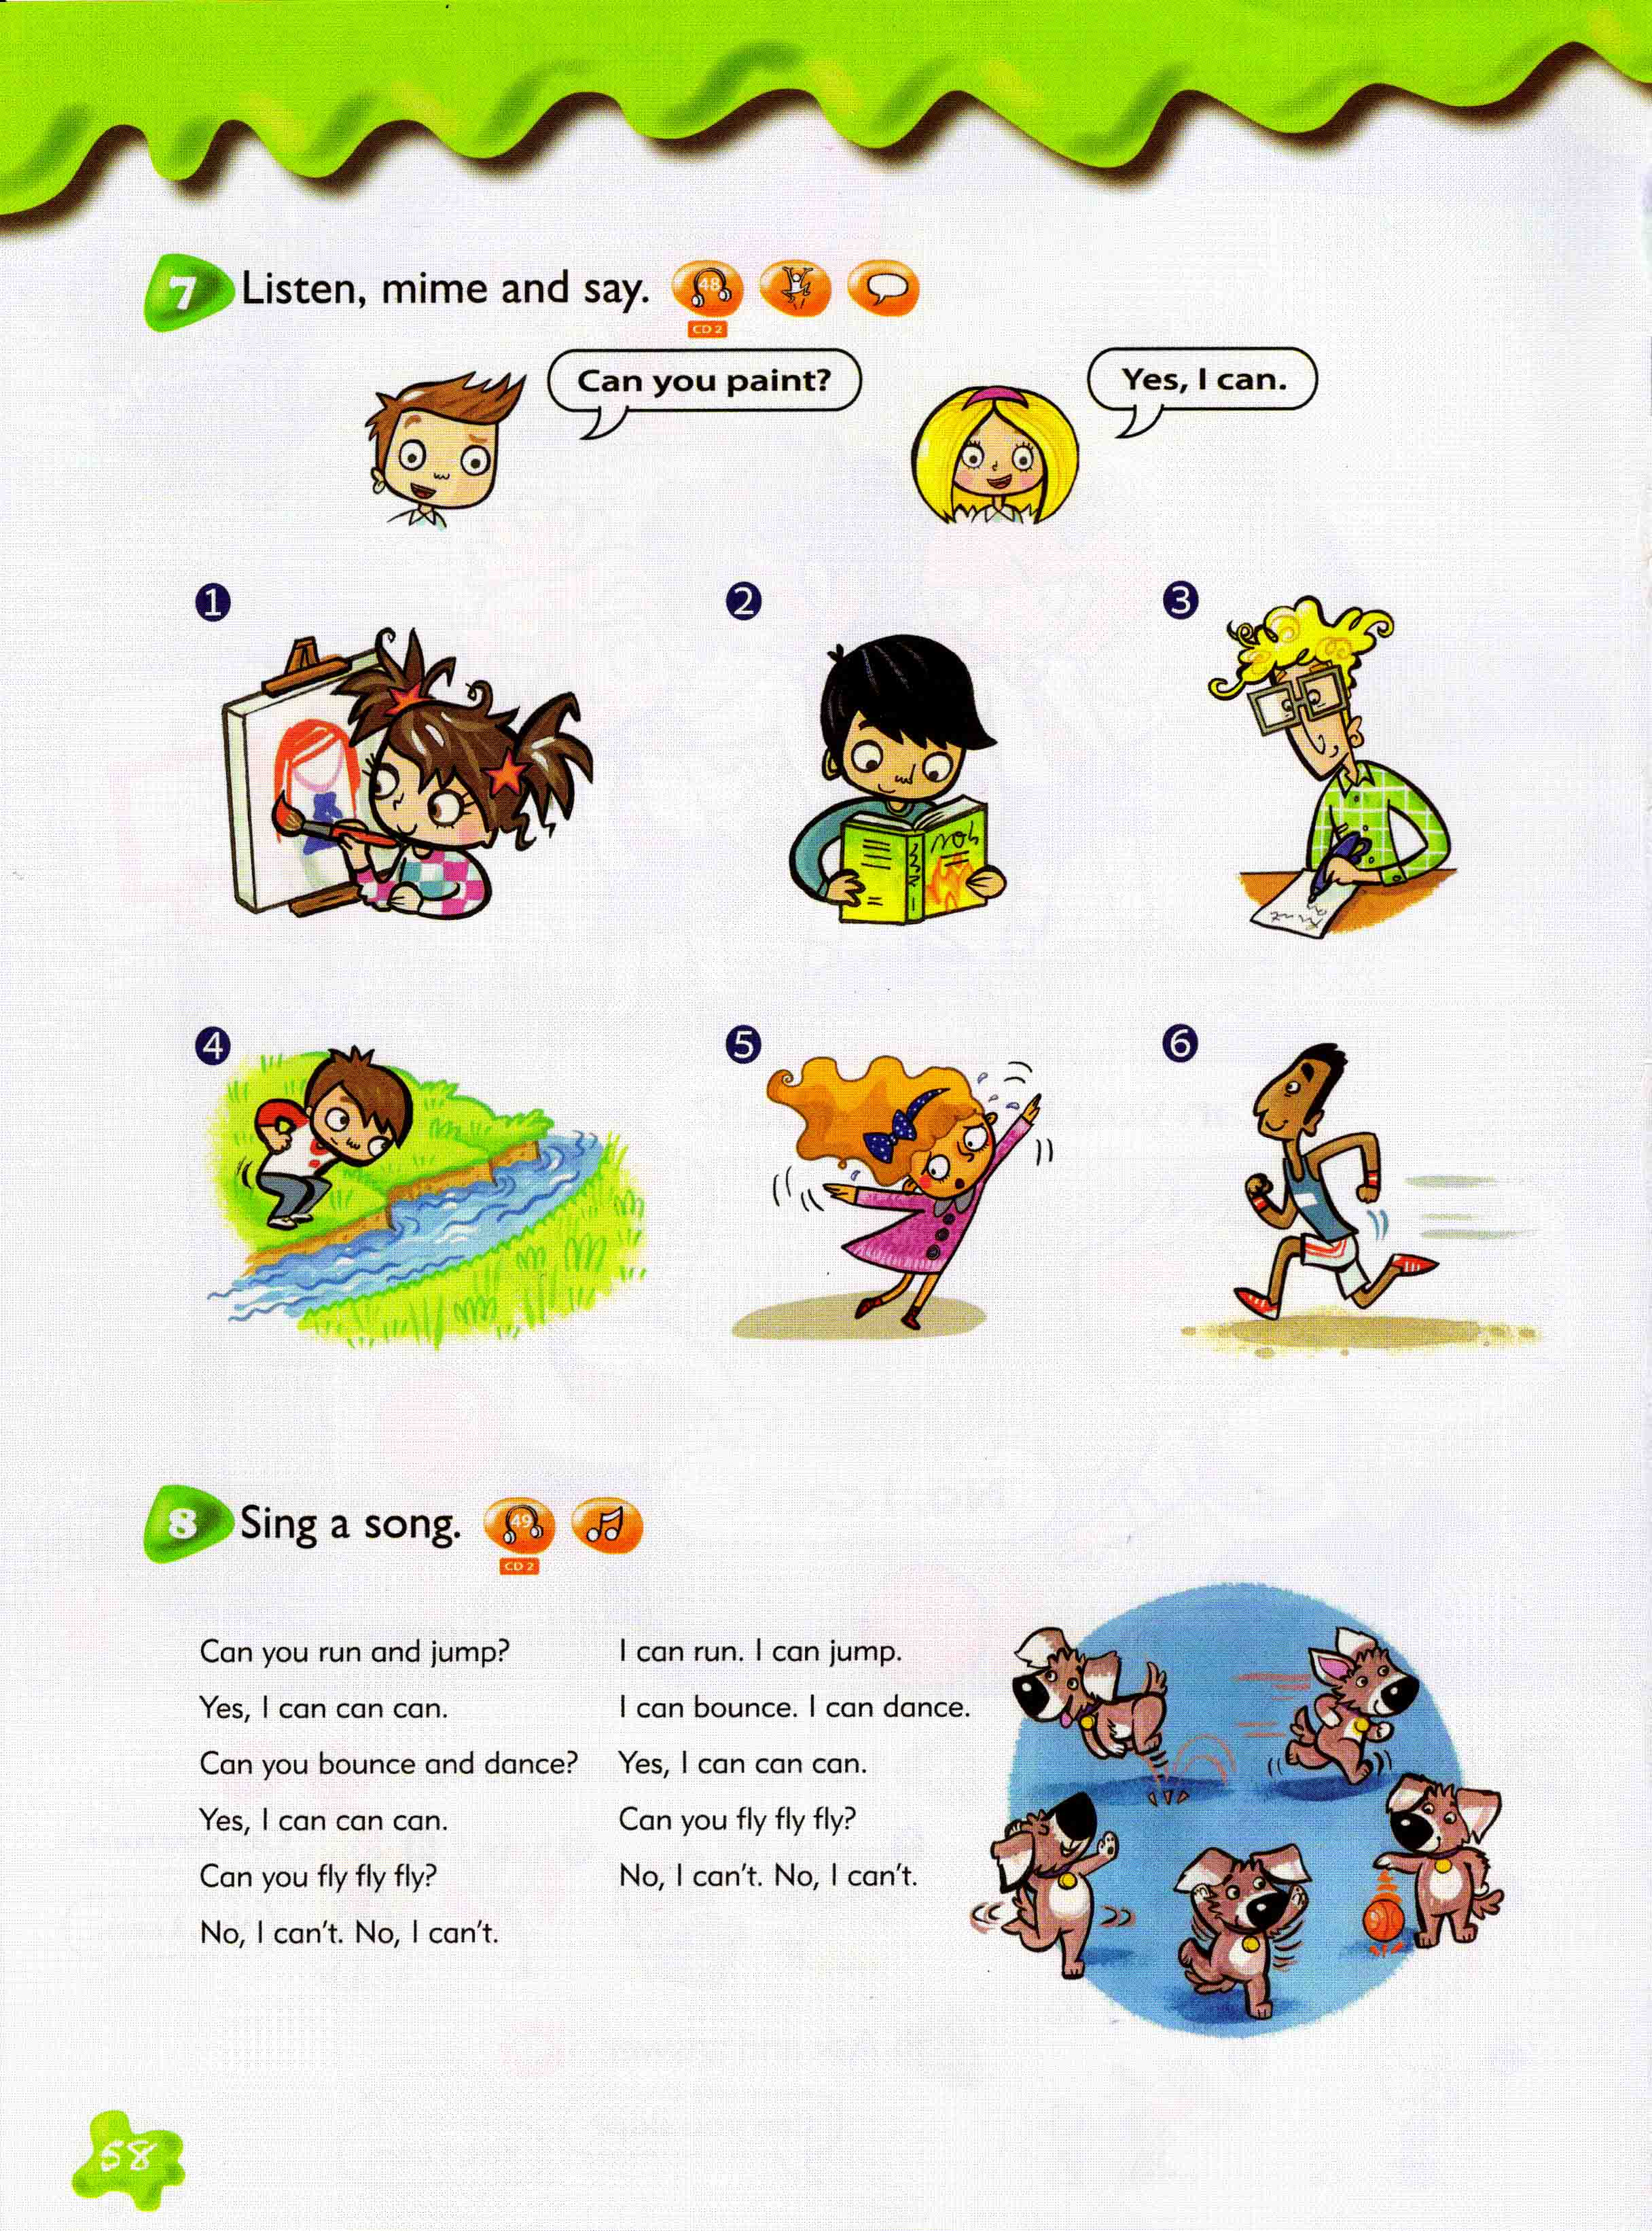 7 Listen, mime and say.
48
CD 2
Can you paint?
Yes, I can.
1
2
3
4
5
6
8 Sing a song.
49
CD 2
Can you run and jump?
Yes, I can can can.
Can you bounce and dance?
Yes, I can can can.
Can you fly fly fly?
No, I can't. No, I can't.
I can run. I can jump.
I can bounce. I can dance.
Yes, I can can can.
Can you fly fly fly?
No, I can't. No, I can't.
58